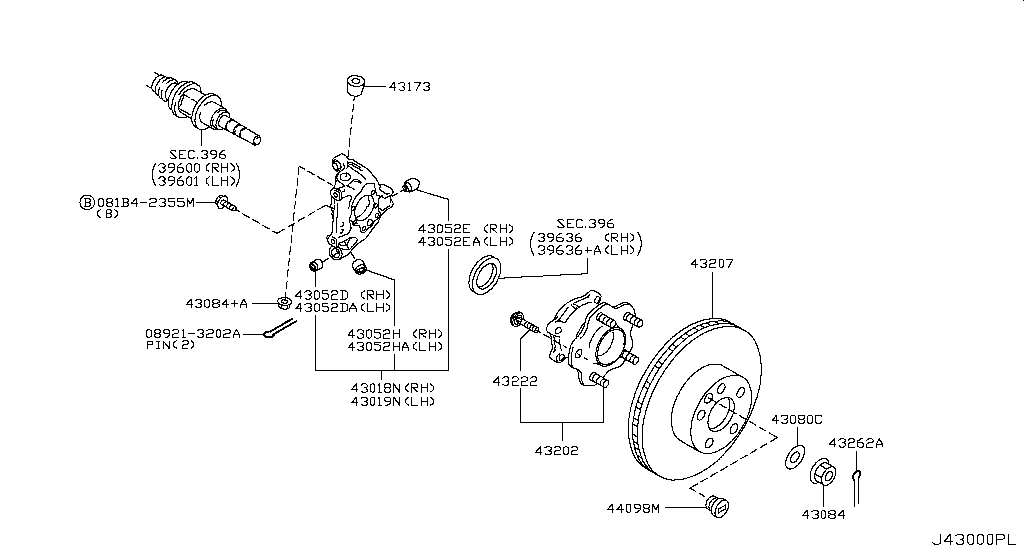 43173
SEC.396
(39600 (RH)
39601 (LH))
(B) 081B4-2355M
(B)
43052E (RH)
43052EA(LH)
SEC.396
(39636 (RH)
39636+A(LH))
43207
43084+A
43052D (RH)
43052DA(LH)
08921-3202A
PIN(2)
43052H (RH)
43052HA(LH)
43018N(RH)
43019N(LH)
43222
43202
43080C
43262A
44098M
43084
J43000PL